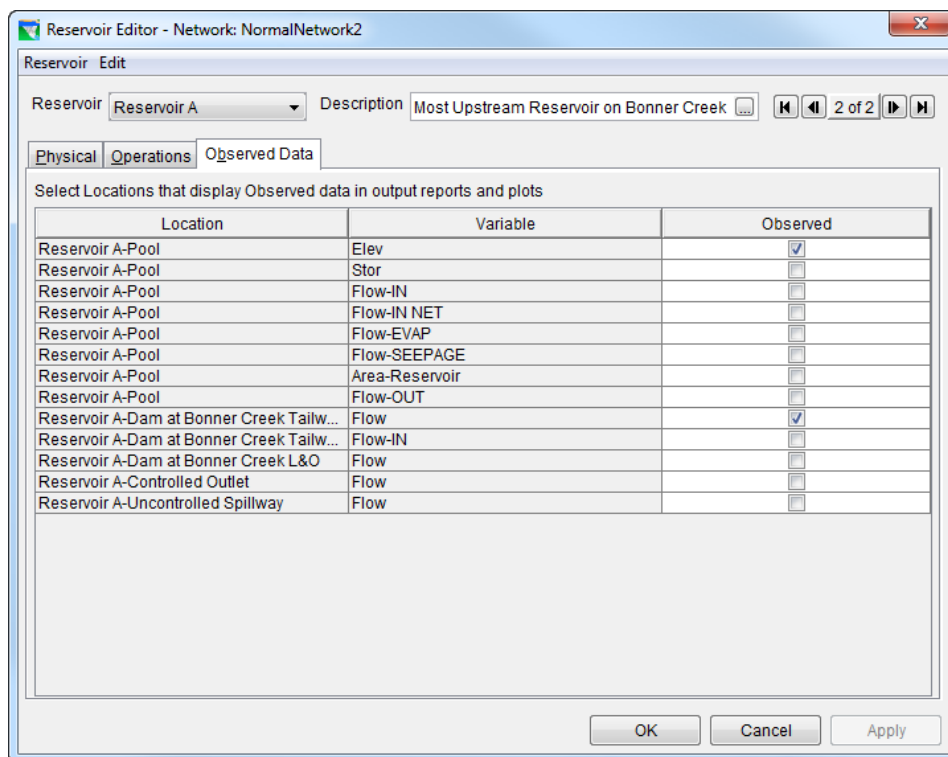 Reservoir Editor - Network: NormalNetwork2
Reservoir Edit
Reservoir Reservoir A Description Most Upstream Reservoir on Bonner Creek ... 2 of 2
Physical Operations Observed Data
Select Locations that display Observed data in output reports and plots
Location Variable Observed
Reservoir A-Pool Elev
Reservoir A-Pool Stor
Reservoir A-Pool Flow-IN
Reservoir A-Pool Flow-IN NET
Reservoir A-Pool Flow-EVAP
Reservoir A-Pool Flow-SEEPAGE
Reservoir A-Pool Area-Reservoir
Reservoir A-Pool Flow-OUT
Reservoir A-Dam at Bonner Creek Tailw... Flow
Reservoir A-Dam at Bonner Creek Tailw... Flow-IN
Reservoir A-Dam at Bonner Creek L&O Flow
Reservoir A-Controlled Outlet Flow
Reservoir A-Uncontrolled Spillway Flow
OK Cancel Apply